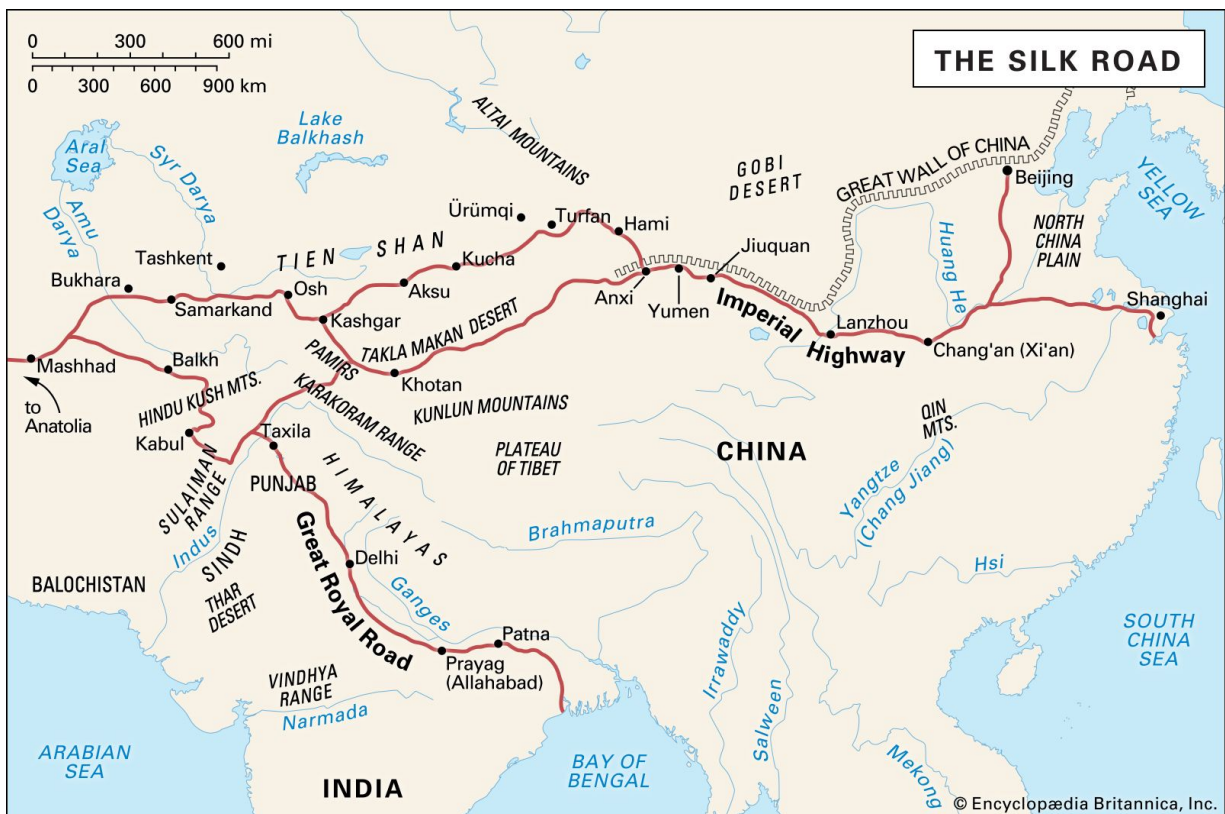 THE SILK ROAD
0 300 600 mi
0 300 600 900 km
ALTAI MOUNTAINS
Lake
Balkhash
Aral
Sea
Syr Darya
Amu
Darya
GOBI
DESERT
GREAT WALL OF CHINA
Beijing
YELLOW
SEA
NORTH
CHINA
PLAIN
Huang He
Ürümqi
Turfan
Hami
TIEN SHAN
Tashkent
Bukhara
Samarkand
Osh
Kucha
Aksu
Kashgar
Jiuquan
Anxi
Yumen
Imperial
Highway
Lanzhou
Chang'an (Xi'an)
Shanghai
Mashhad
to
Anatolia
Balkh
HINDU KUSH MTS.
PAMIRS
TAKLA MAKAN DESERT
Khotan
KARAKORAM RANGE
KUNLUN MOUNTAINS
Kabul
Taxila
PLATEAU
OF TIBET
CHINA
QIN
MTS.
SULAIMAN
RANGE
PUNJAB
HIMALAYAS
Yangtze
(Chang Jiang)
Indus
SINDH
Great Royal Road
Brahmaputra
Delhi
Ganges
Hsi
BALOCHISTAN
THAR
DESERT
Patna
Prayag
(Allahabad)
Irrawaddy
Salween
SOUTH
CHINA
SEA
VINDHYA
RANGE
Narmada
ARABIAN
SEA
INDIA
BAY OF
BENGAL
Mekong
© Encyclopædia Britannica, Inc.